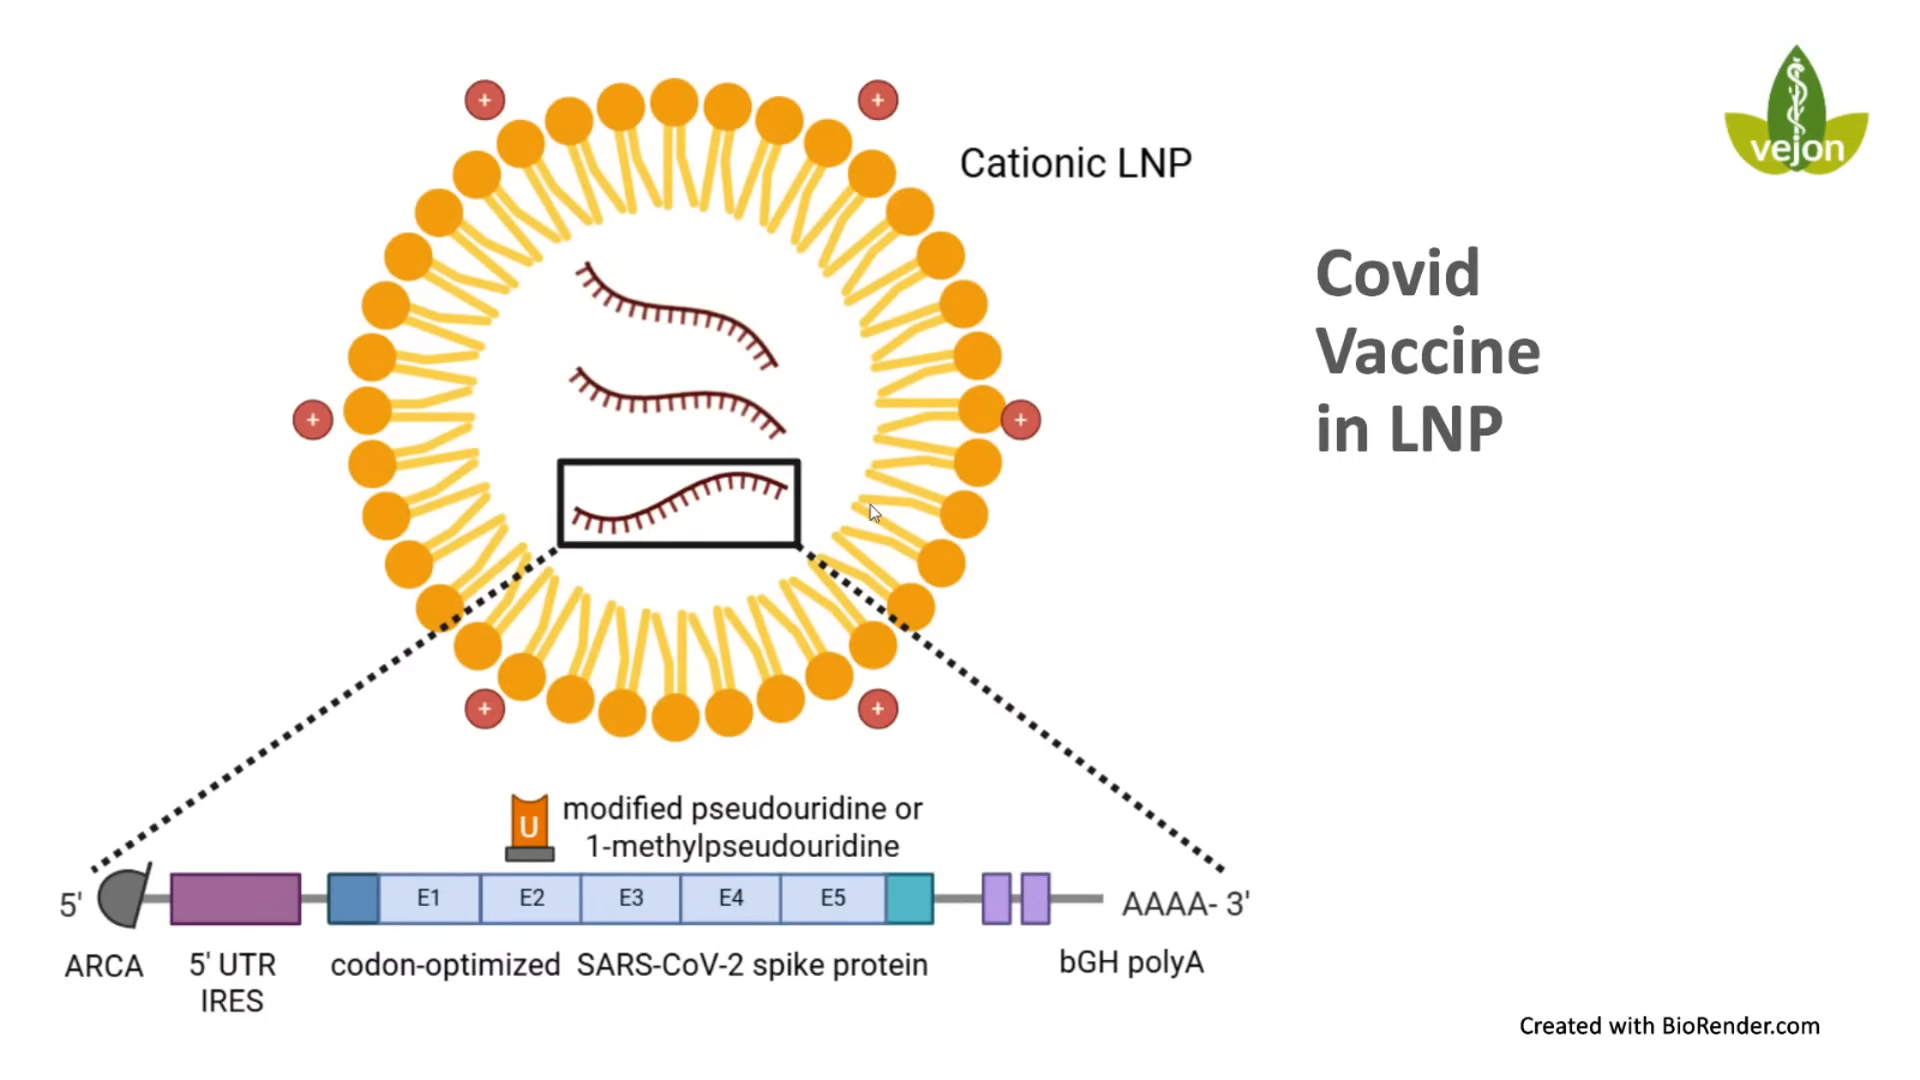 +
+
vejon
Cationic LNP
Covid
Vaccine
in LNP
+
+
+
+
U
modified pseudouridine or
1-methylpseudouridine
5'
E1 E2 E3 E4 E5
AAAA- 3'
ARCA
5' UTR
IRES
codon-optimized SARS-CoV-2 spike protein
bGH polyA
Created with BioRender.com